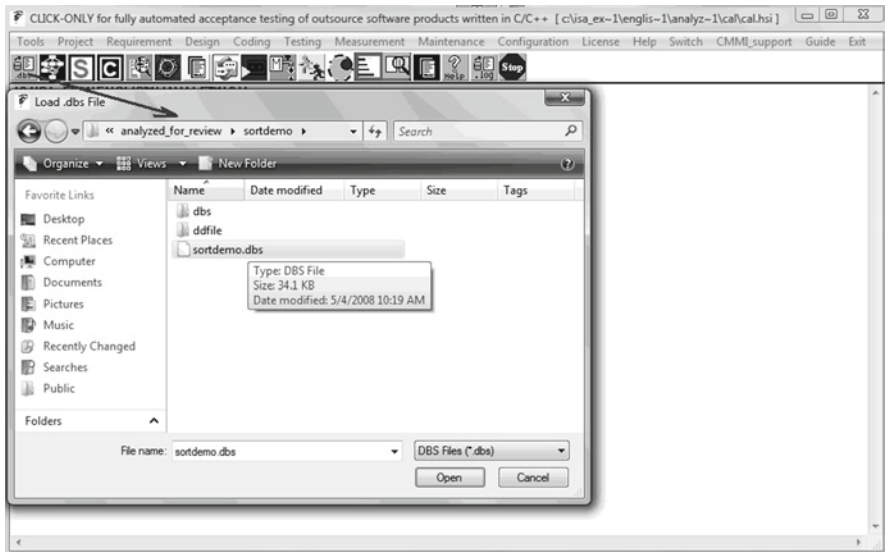 CLICK-ONLY for fully automated acceptance testing of outsource software products written in C/C++ [ c:\isa_ex~1\englis~1\analyz~1\cal\cal.hsi ]
Tools Project Requirement Design Coding Testing Measurement Maintenance Configuration License Help Switch CMMI_support Guide Exit
.dbs S C Help .log Stop
Load .dbs File
« analyzed_for_review sortdemo Search
Organize Views New Folder
Favorite Links Name Date modified Type Size Tags
Desktop dbs
Recent Places ddfile
Computer sortdemo.dbs
Documents Type: DBS File
Pictures Size: 34.1 KB
Music Date modified: 5/4/2008 10:19 AM
Recently Changed
Searches
Public
Folders
File name: sortdemo.dbs DBS Files (*.dbs)
Open Cancel